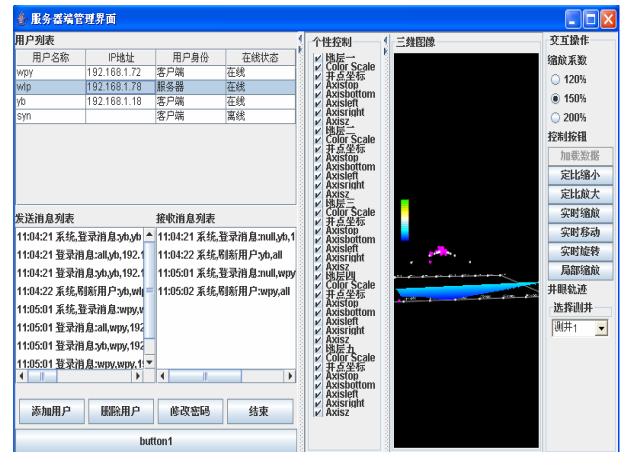 服务器端管理界面
用户列表
用户名称 IP地址 用户身份 在线状态
wpy 192.168.1.72 客户端 在线
wlp 192.168.1.78 服务器 在线
yb 192.168.1.18 客户端 在线
syn 客户端 离线
发送消息列表
11:04:21 系统,登录消息:yb,yb
11:04:21 登录消息:all,yb,192.1
11:04:21 登录消息:yb,yb,192.1
11:04:22 系统,刷新用户:yb,wlp
11:05:01 系统,登录消息:wpy,w
11:05:01 登录消息:all,wpy,192
11:05:01 登录消息:yb,wpy,192
11:05:01 登录消息:wpy,wpy,1
接收消息列表
11:04:21 系统,登录消息:null,yb,1
11:04:22 系统,刷新用户:yb,all
11:05:01 系统,登录消息:null,wpy
11:05:02 系统,刷新用户:wpy,all
添加用户 删除用户 修改密码 结束
button1
个性控制
地层一
Color Scale
井点坐标
Axistop
Axisbottom
Axisleft
Axisright
Axisz
地层二
Color Scale
井点坐标
Axistop
Axisbottom
Axisleft
Axisright
Axisz
地层三
Color Scale
井点坐标
Axistop
Axisbottom
Axisleft
Axisright
Axisz
地层四
Color Scale
井点坐标
Axistop
Axisbottom
Axisleft
Axisright
Axisz
地层五
Color Scale
井点坐标
Axistop
Axisbottom
Axisleft
Axisright
Axisz
三维图像
交互操作
缩放系数
120%
150%
200%
控制按钮
加载数据
定比缩小
定比放大
实时缩放
实时移动
实时旋转
局部缩放
井眼轨迹
选择测井
测井1